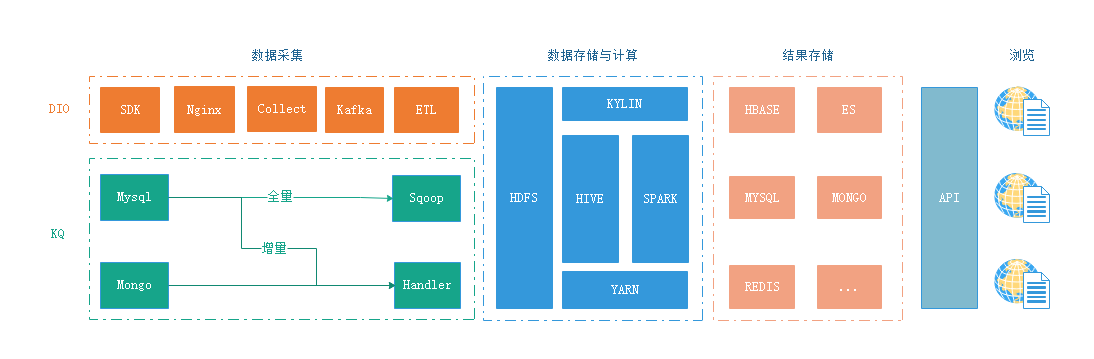 数据采集
数据存储与计算
结果存储
浏览
DIO
SDK
Nginx
Collect
Kafka
ETL
KQ
Mysql
全量
Sqoop
增量
Mongo
Handler
HDFS
KYLIN
HIVE
SPARK
YARN
HBASE
ES
MYSQL
MONGO
REDIS
...
API